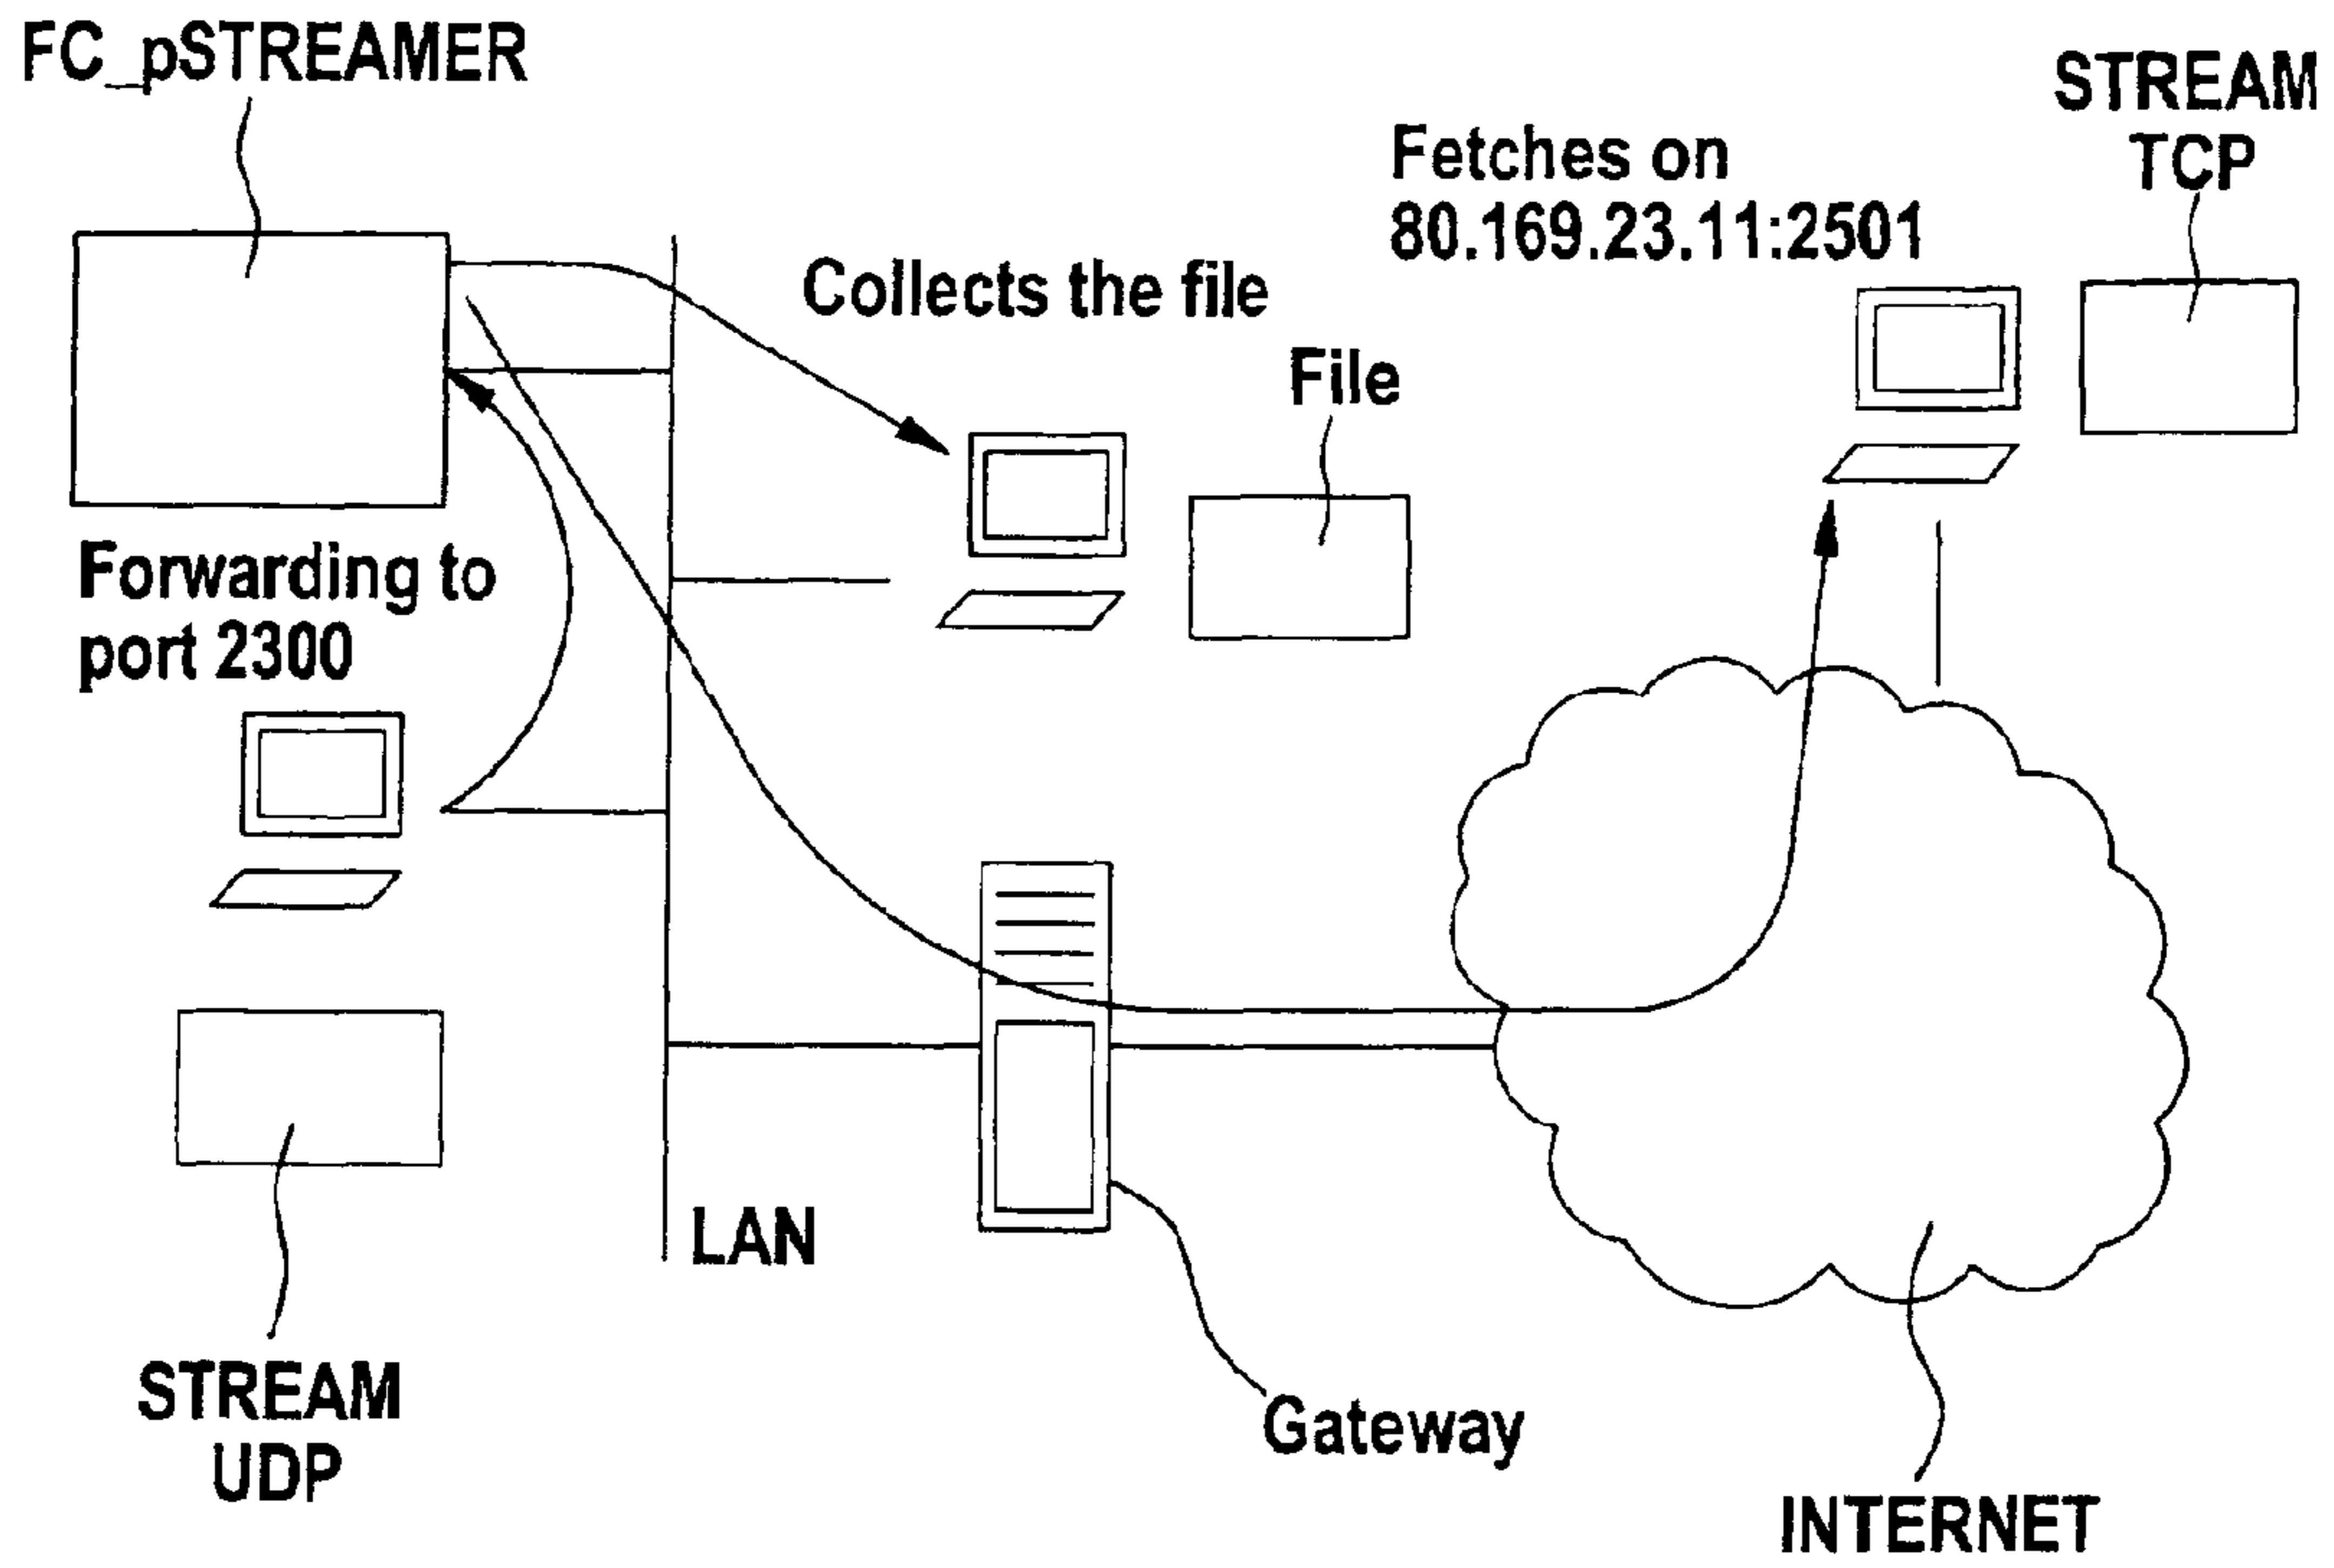 FC_pSTREAMER
STREAM
TCP
Fetches on
80.169.23.11:2501
Collects the file
File
Forwarding to
port 2300
LAN
STREAM
UDP
Gateway
INTERNET